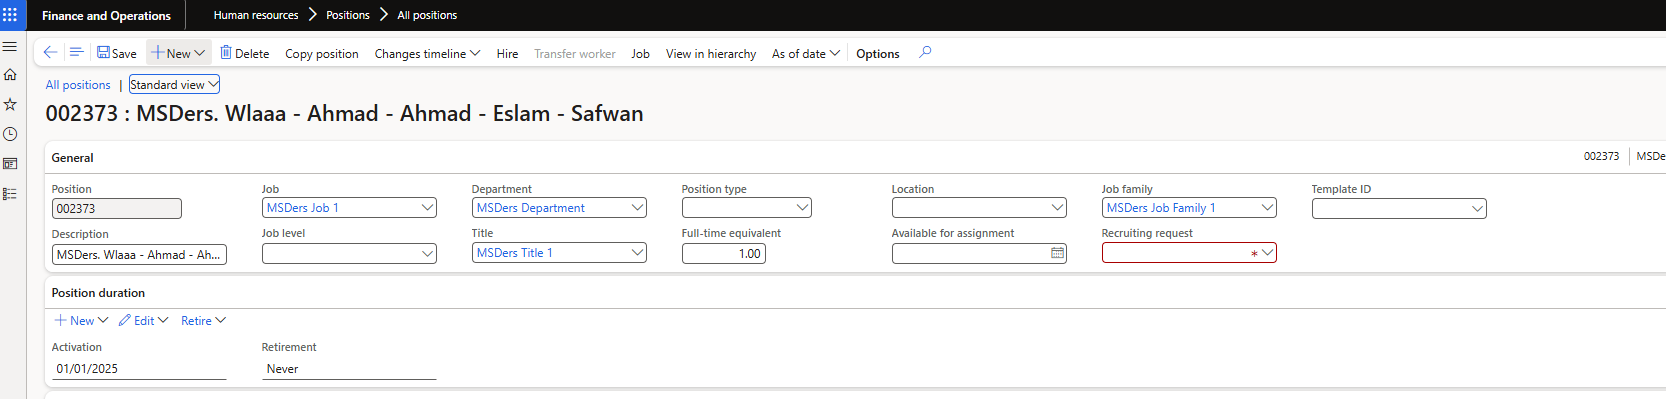 Finance and Operations Human resources Positions All positions
Save New Delete Copy position Changes timeline Hire Transfer worker Job View in hierarchy As of date Options
All positions | Standard view
002373 : MSDers. Wlaaa - Ahmad - Ahmad - Eslam - Safwan
General 002373 MSDe
Position Job Department Position type Location Job family Template ID
002373 MSDers Job 1 MSDers Department MSDers Job Family 1
Description Job level Title Full-time equivalent Available for assignment Recruiting request
MSDers. Wlaaa - Ahmad - Ah... MSDers Title 1 1.00 *
Position duration
New Edit Retire
Activation Retirement
01/01/2025 Never